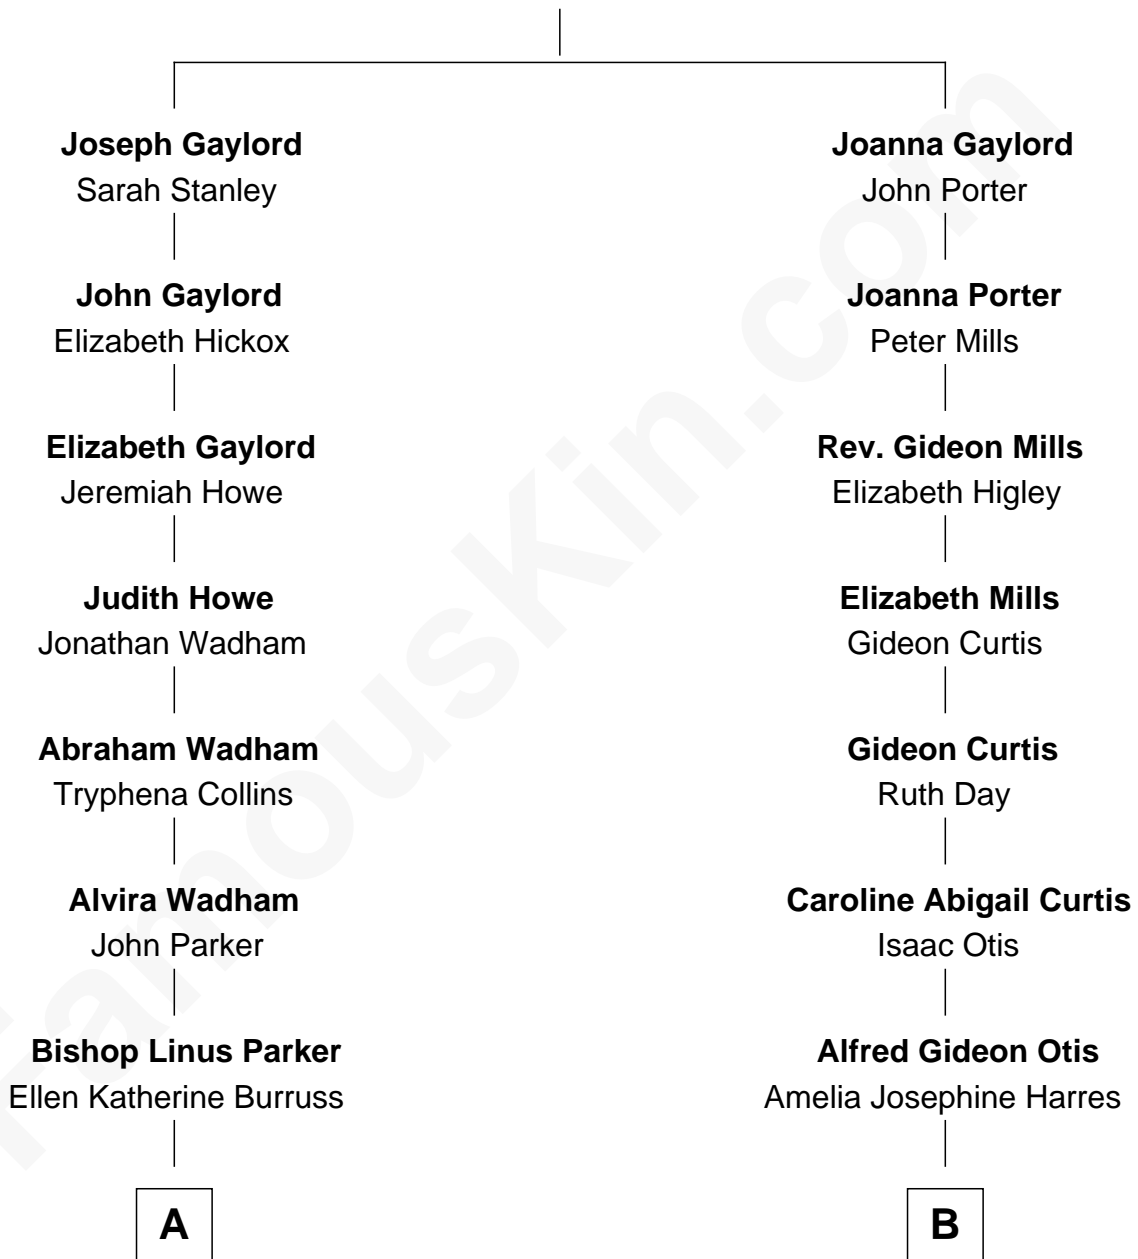 Joseph Gaylord
Sarah Stanley
John Gaylord
Elizabeth Hickox
Elizabeth Gaylord
Jeremiah Howe
Judith Howe
Jonathan Wadham
Abraham Wadham
Tryphena Collins
Alvira Wadham
John Parker
Bishop Linus Parker
Ellen Katherine Burruss
A
Joanna Gaylord
John Porter
Joanna Porter
Peter Mills
Rev. Gideon Mills
Elizabeth Higley
Elizabeth Mills
Gideon Curtis
Gideon Curtis
Ruth Day
Caroline Abigail Curtis
Isaac Otis
Alfred Gideon Otis
Amelia Josephine Harres
B
FamousKin.com